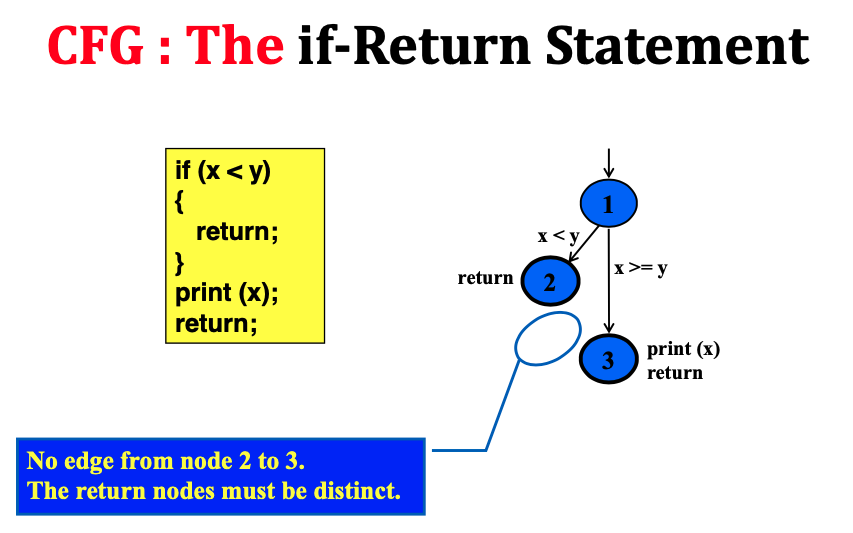 CFG : The if-Return Statement
if (x < y)
{
return;
}
print (x);
return;
1
x < y
return
2
x >= y
3
print (x)
return
No edge from node 2 to 3.
The return nodes must be distinct.